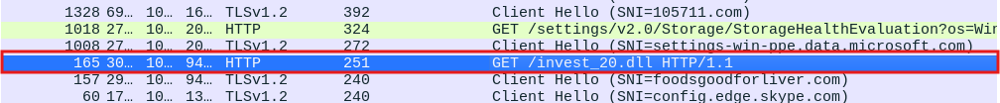 1328 69… 10… 16… TLSv1.2 392 Client Hello (SNI=105711.com)
1018 27… 10… 20… HTTP 324 GET /settings/v2.0/Storage/StorageHealthEvaluation?os=Win
1008 27… 10… 20… TLSv1.2 272 Client Hello (SNI=settings-win-ppe.data.microsoft.com)
165 30… 10… 94… HTTP 251 GET /invest_20.dll HTTP/1.1
157 29… 10… 94… TLSv1.2 240 Client Hello (SNI=foodsgoodforliver.com)
60 17… 10… 13… TLSv1.2 240 Client Hello (SNI=config.edge.skype.com)